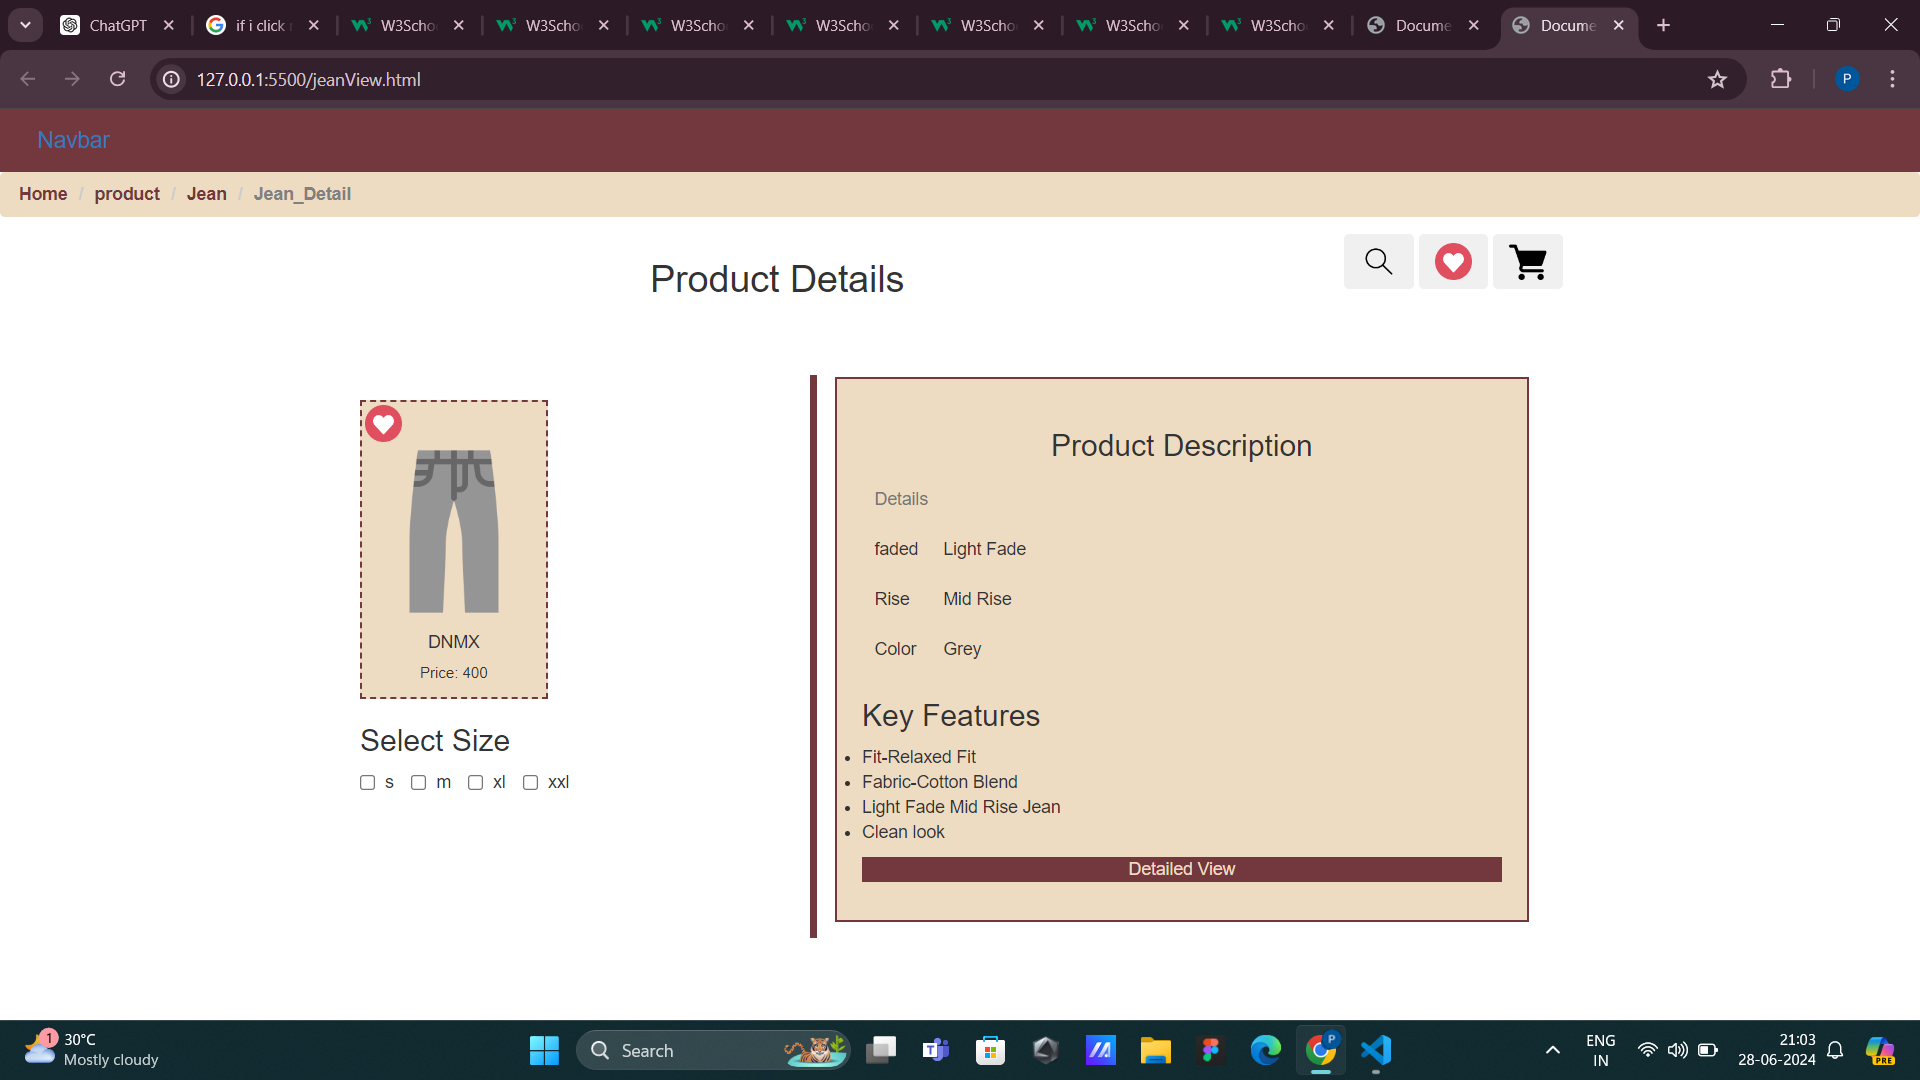 ChatGPT
if i click
W3Scho
W3Scho
W3Scho
W3Scho
W3Scho
W3Scho
W3Scho
Docume
Docume
127.0.0.1:5500/jeanView.html
P
Navbar
Home / product / Jean / Jean_Detail
Product Details
DNMX
Price: 400
Select Size
s m xl xxl
Product Description
Details
faded Light Fade
Rise Mid Rise
Color Grey
Key Features
• Fit-Relaxed Fit
• Fabric-Cotton Blend
• Light Fade Mid Rise Jean
• Clean look
Detailed View
1
30°C
Mostly cloudy
Search
P
ENG
IN
21:03
28-06-2024
PRE